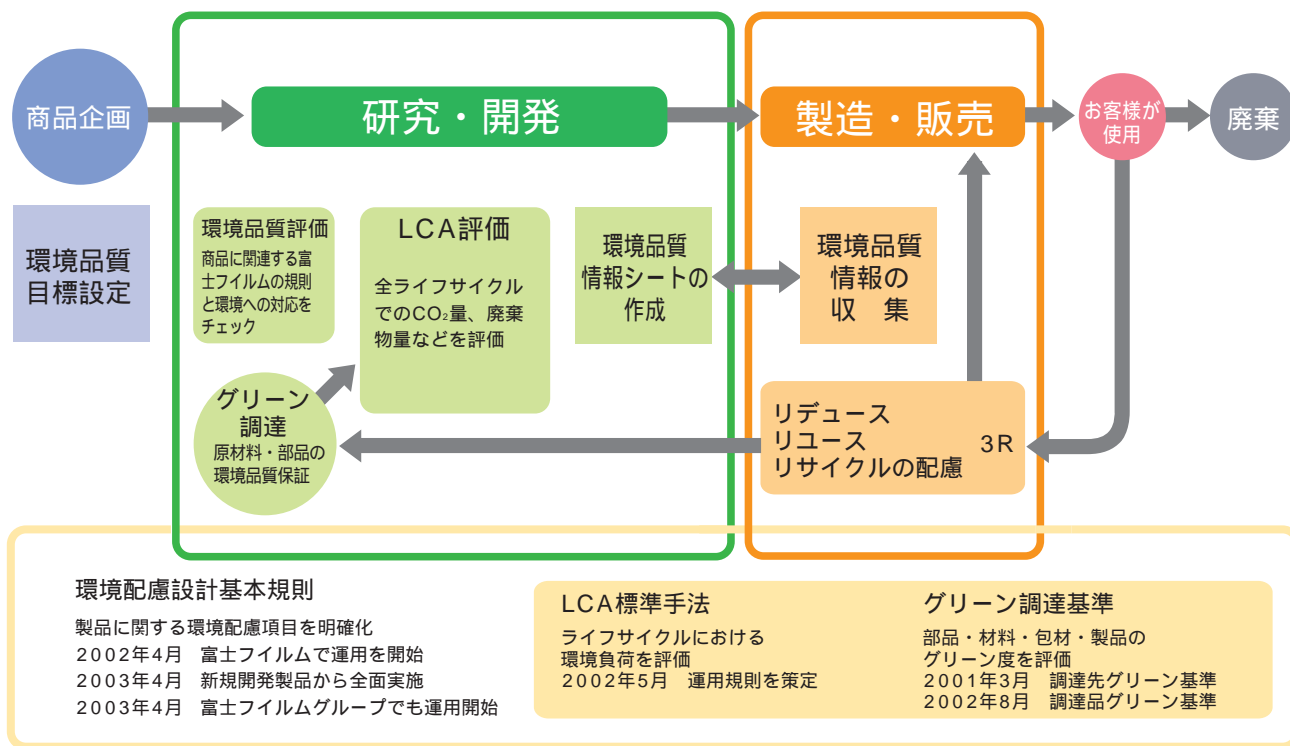 商品企画
研究・開発
製造・販売
お客様が
使用
廃棄
環境品質
目標設定
環境品質評価
商品に関連する富
士フイルムの規則
と環境への対応を
チェック
LCA評価
全ライフサイクル
でのCO₂量、廃棄
物量などを評価
環境品質
情報シートの
作成
環境品質
情報の
収 集
グリーン
調達
原材料・部品の
環境品質保証
リデュース
リユース
リサイクルの配慮
3R
環境配慮設計基本規則
製品に関する環境配慮項目を明確化
2002年4月 富士フイルムで運用を開始
2003年4月 新規開発製品から全面実施
2003年4月 富士フイルムグループでも運用開始
LCA標準手法
ライフサイクルにおける
環境負荷を評価
2002年5月 運用規則を策定
グリーン調達基準
部品・材料・包材・製品の
グリーン度を評価
2001年3月 調達先グリーン基準
2002年8月 調達品グリーン基準